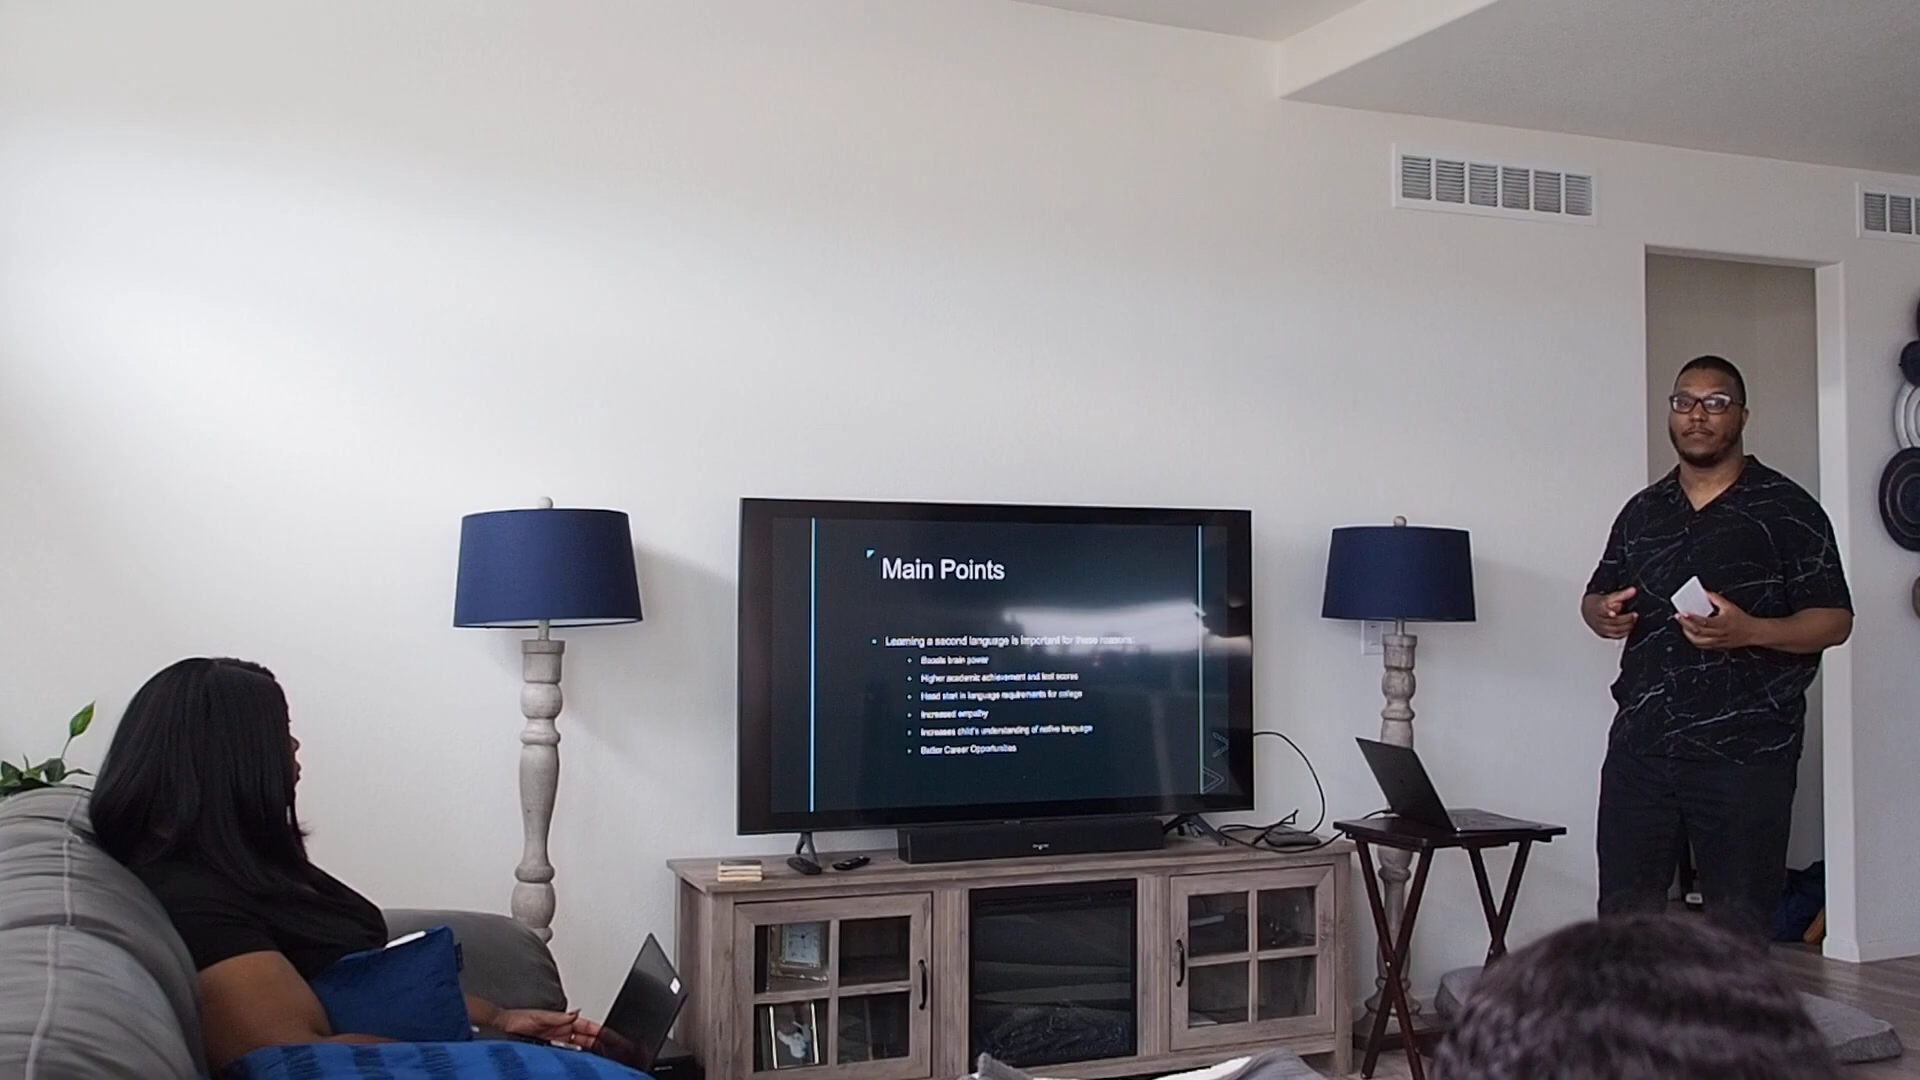 Main Points
Learning a second language is important for these reasons:
Boosts brain power
Higher academic achievement and test scores
Head start in language requirements for college
Increased empathy
Increases child's understanding of native language
Better Career Opportunities